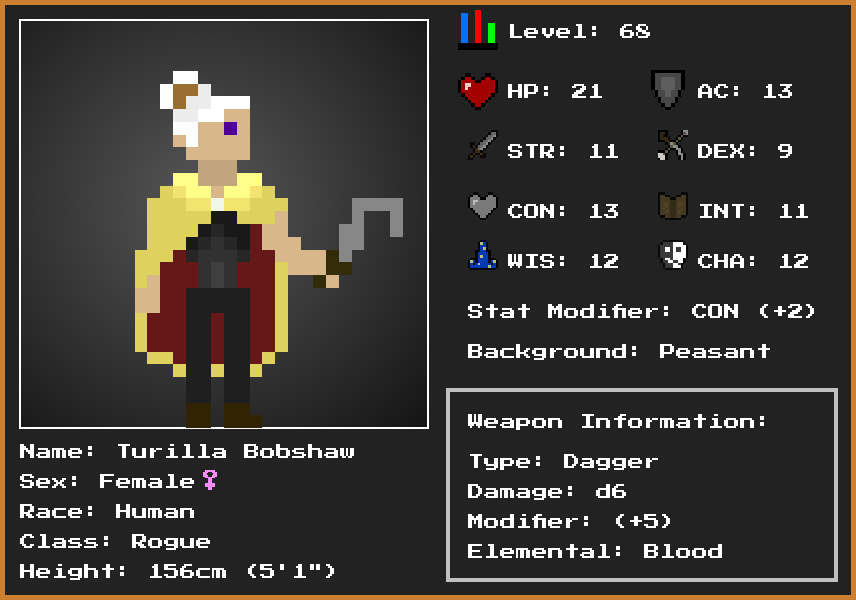 Level: 68
HP: 21
AC: 13
STR: 11
DEX: 9
CON: 13
INT: 11
WIS: 12
CHA: 12
Stat Modifier: CON (+2)
Background: Peasant
Weapon Information:
Type: Dagger
Damage: d6
Modifier: (+5)
Elemental: Blood
Name: Turilla Bobshaw
Sex: Female♀
Race: Human
Class: Rogue
Height: 156cm (5'1")